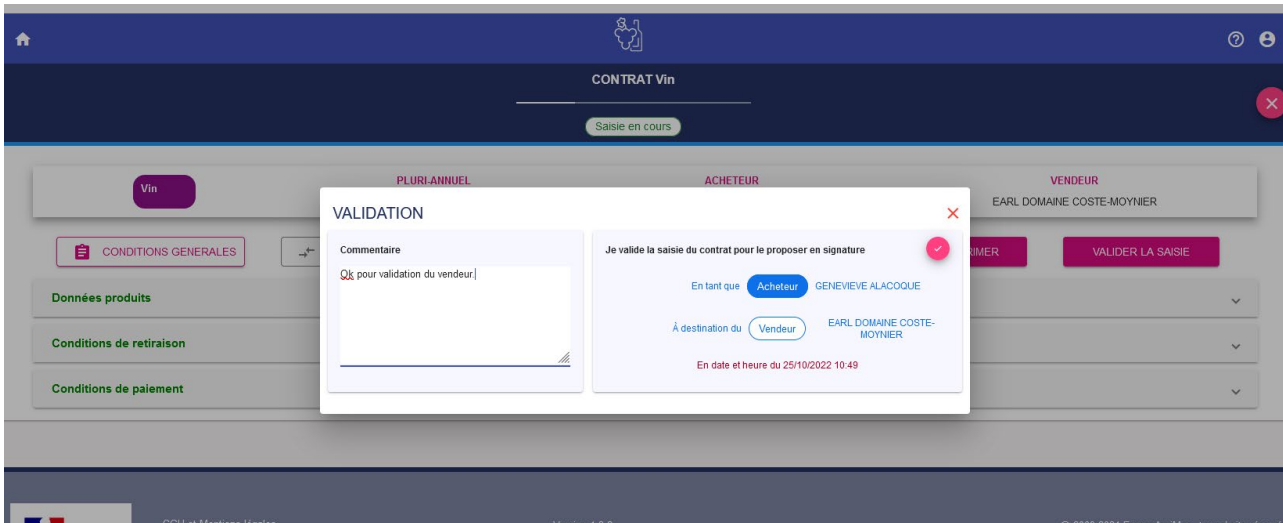 CONTRAT Vin
Saisie en cours
Vin
PLURI-ANNUEL
ACHETEUR
VENDEUR
EARL DOMAINE COSTE-MOYNIER
CONDITIONS GENERALES
IMER
VALIDER LA SAISIE
Données produits
Conditions de retiraison
Conditions de paiement
VALIDATION
Commentaire
Ok pour validation du vendeur.
Je valide la saisie du contrat pour le proposer en signature
En tant que Acheteur GENEVIEVE ALACOQUE
À destination du Vendeur EARL DOMAINE COSTE-
MOYNIER
En date et heure du 25/10/2022 10:49